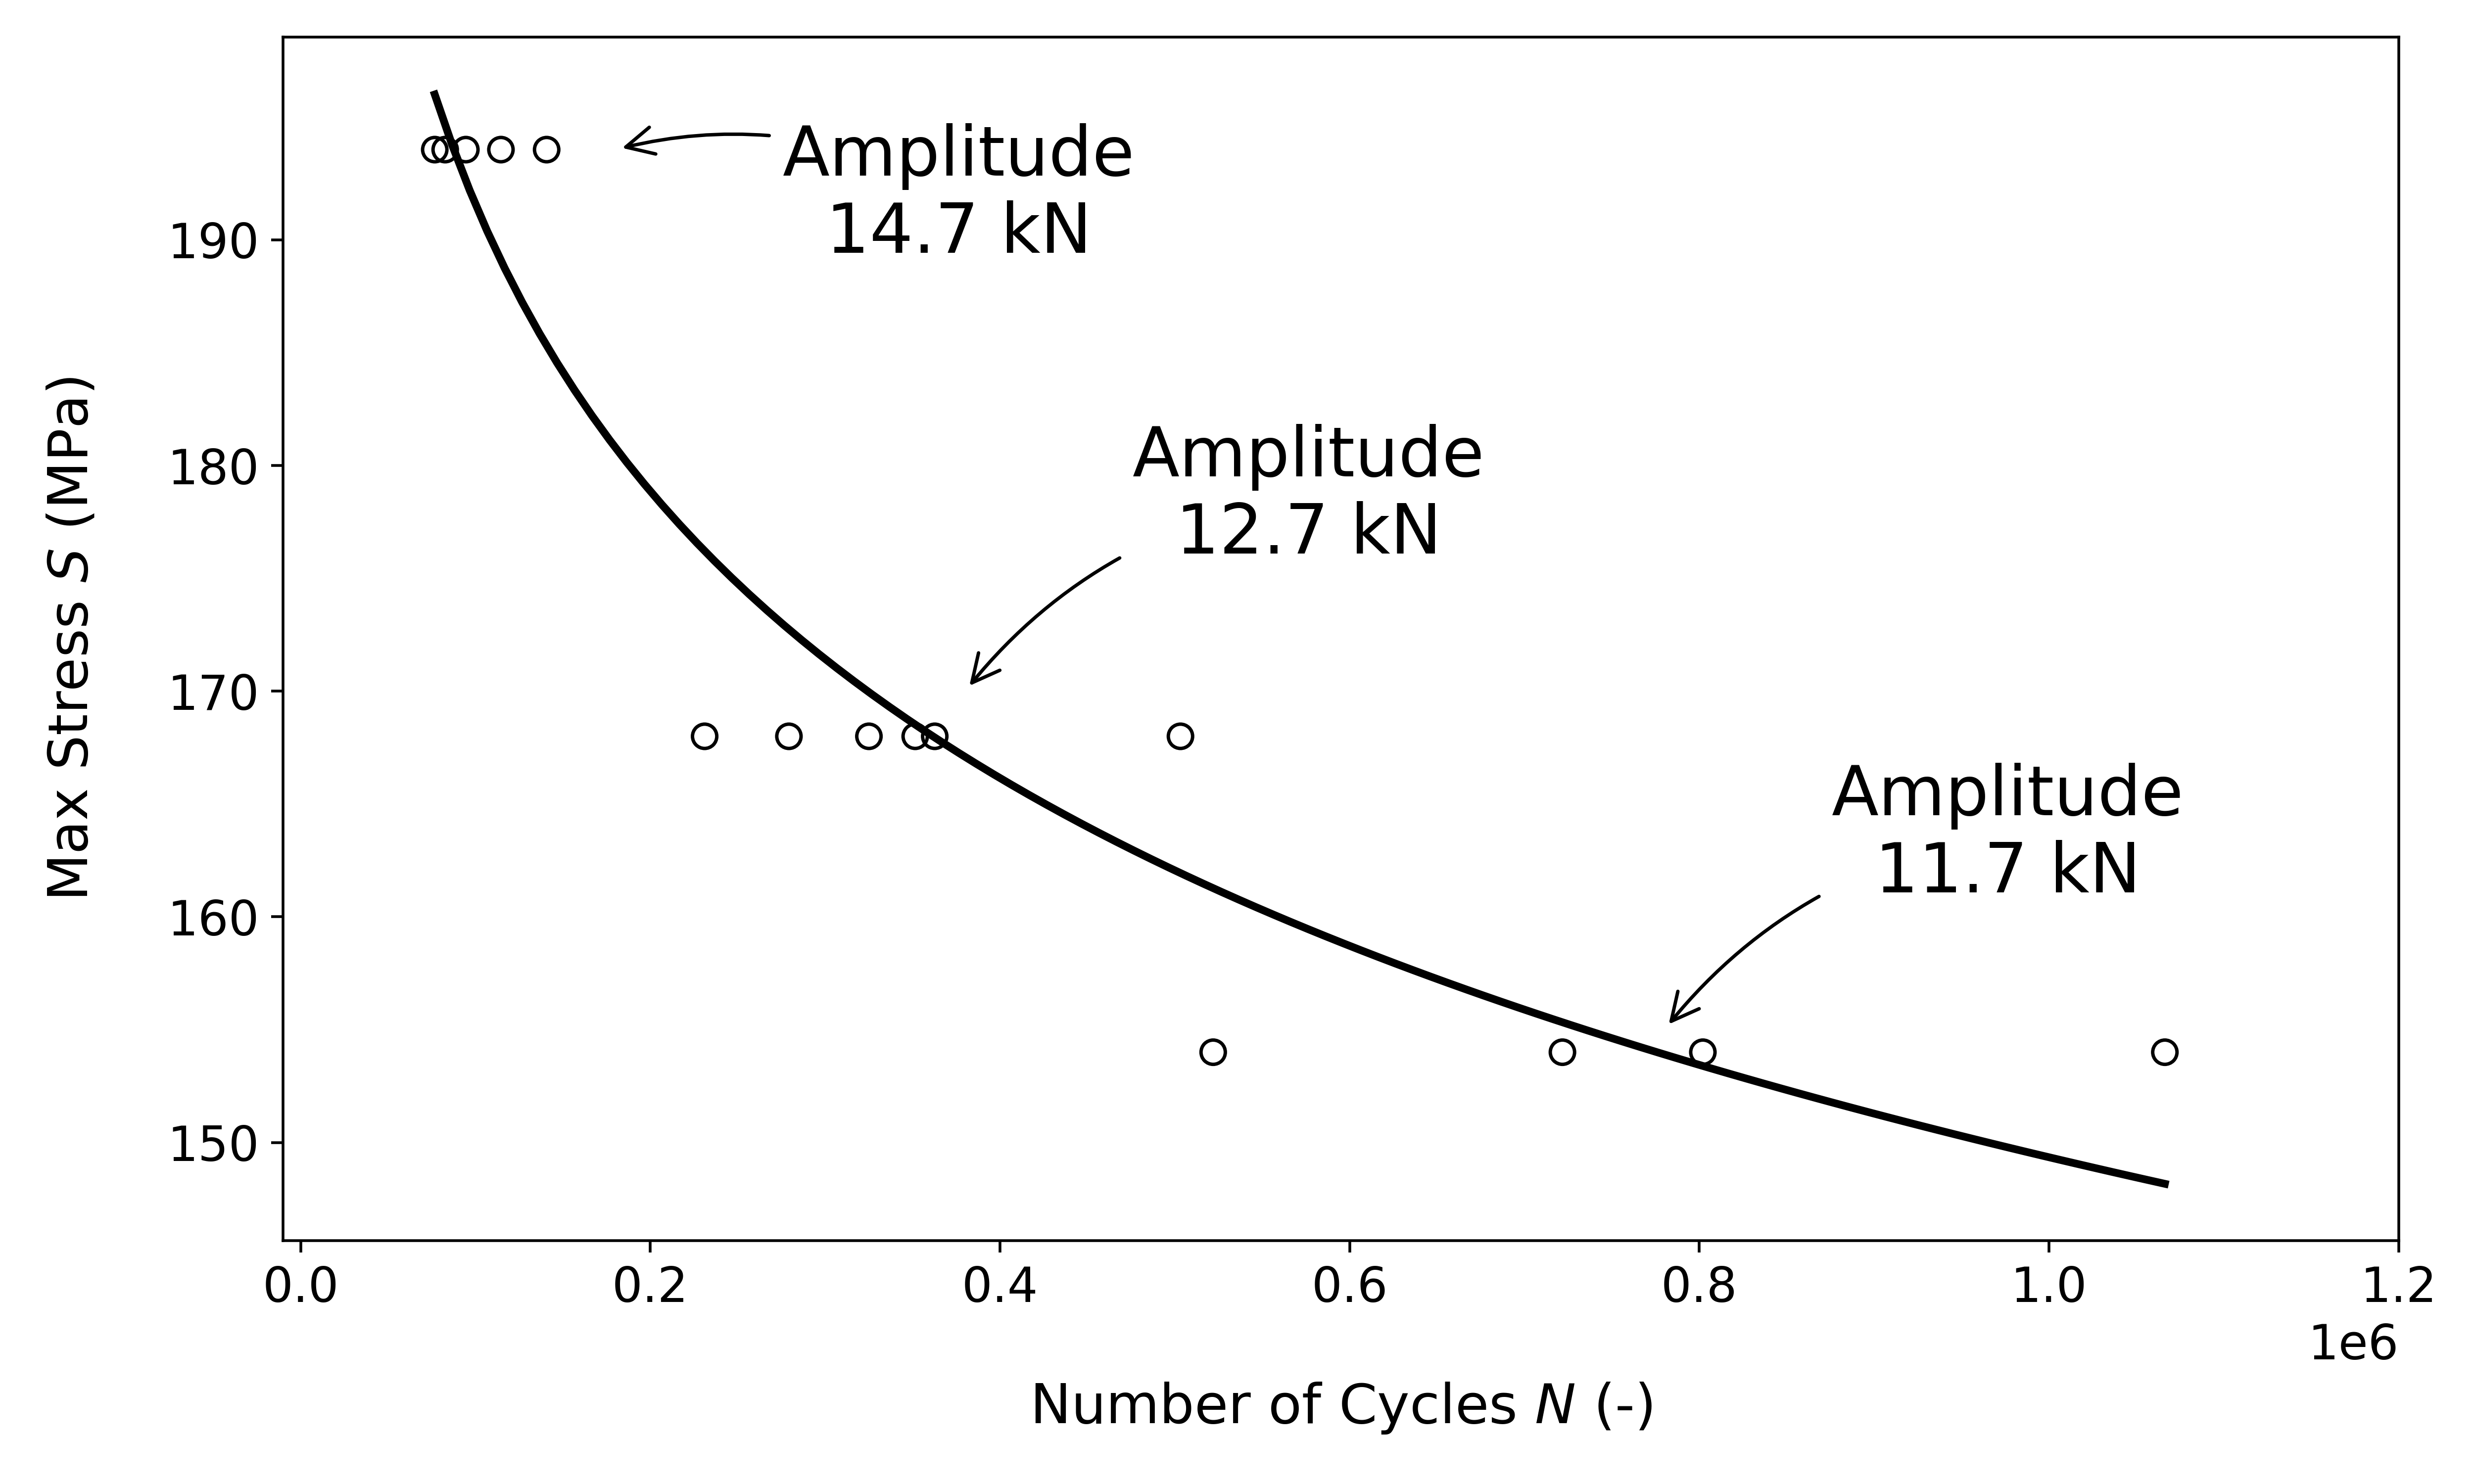 Amplitude
14.7 kN
190
180
Amplitude
12.7 kN
170
160
150
Amplitude
11.7 kN
Max Stress S (MPa)
0.0 0.2 0.4 0.6 0.8 1.0 1.2
1e6
Number of Cycles N (-)